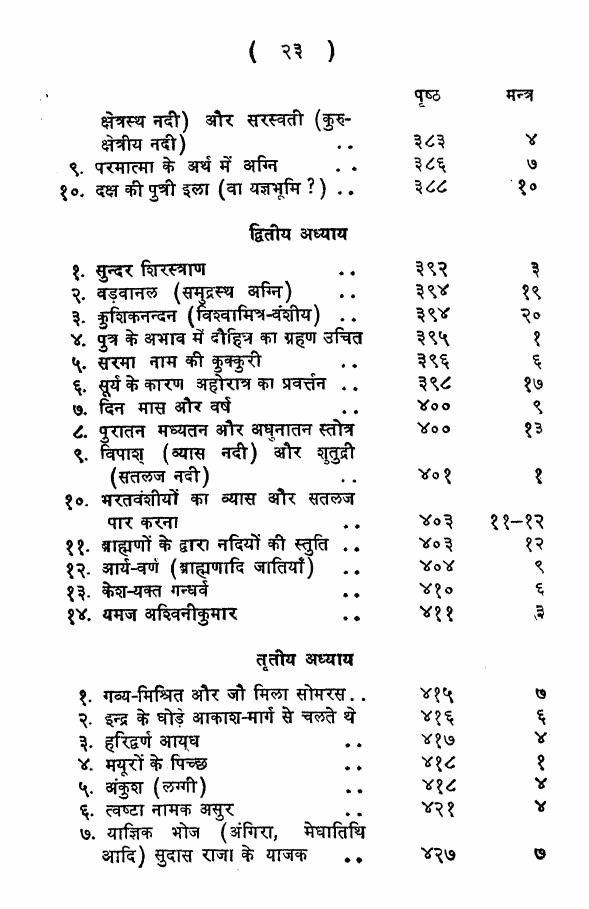 ( २३ )
पृष्ठ मन्त्र
क्षेत्रस्थ नदी) और सरस्वती (कुरु-
क्षेत्रीय नदी) .. ३८३ ४
९. परमात्मा के अर्थ में अग्नि .. ३८६ ७
१०. दक्ष की पुत्री इला (वा यज्ञभूमि ?) .. ३८८ १०
द्वितीय अध्याय
१. सुन्दर शिरस्त्राण .. ३९२ ३
२. वड़वानल (समुद्रस्थ अग्नि) .. ३९४ १९
३. कुशिकनन्दन (विश्वामित्र-वंशीय) .. ३९४ २०
४. पुत्र के अभाव में दौहित्र का ग्रहण उचित ३९५ १
५. सरमा नाम की कुक्कुरी .. ३९६ ६
६. सूर्य के कारण अहोरात्र का प्रवर्त्तन .. ३९८ १७
७. दिन मास और वर्ष .. ४०० ९
८. पुरातन मध्यतन और अधुनातन स्तोत्र ४०० १३
९. विपाश् (व्यास नदी) और शुतुद्री
(सतलज नदी) .. ४०१ १
१०. भरतवंशीयों का व्यास और सतलज
पार करना .. ४०३ ११-१२
११. ब्राह्मणों के द्वारा नदियों की स्तुति .. ४०३ १२
१२. आर्य-वर्ण (ब्राह्मणादि जातियाँ) .. ४०४ ९
१३. केश-यक्त गन्धर्व .. ४१० ६
१४. यमज अश्विनीकुमार .. ४११ ३
तृतीय अध्याय
१. गव्य-मिश्रित और जौ मिला सोमरस.. ४१५ ७
२. इन्द्र के घोड़े आकाश-मार्ग से चलते थे ४१६ ६
३. हरिद्वर्ण आयध .. ४१७ ४
४. मयूरों के पिच्छ .. ४१८ १
५. अंकुश (लग्गी) .. ४१८ ४
६. त्वष्टा नामक असुर .. ४२१ ४
७. याज्ञिक भोज (अंगिरा, मेधातिथि
आदि) सुदास राजा के याजक .. ४२७ ७